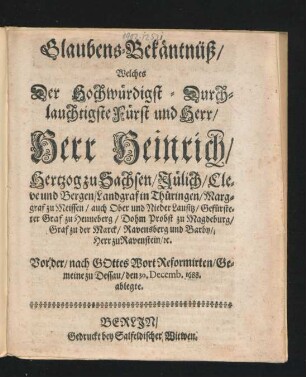 Glaubens-Bekäntnüß/
Welches
Der Hochwürdigst-Durch-
lauchtigste Fürst und Herr/
Herr Heinrich/
Hertzog zu Sachsen/Jülich/Cle-
ve und Bergen/Landgraf in Thüringen/Marg-
graf zu Meissen/ auch Ober und Nieder Lausitz/ Gefürste-
ter Graf zu Henneberg/ Dohm Probst zu Magdeburg/
Graf zu der Marck/ Ravensberg und Barby/
Herr zu Ravenstein/ꝛc.
Vor der/ nach GOttes Wort Reformirten/Ge-
meine zu Dessau/ den 30. Decemb. 1688.
ablegte.
BERLIN/
Gedruckt bey Salfeldischer Witwen.